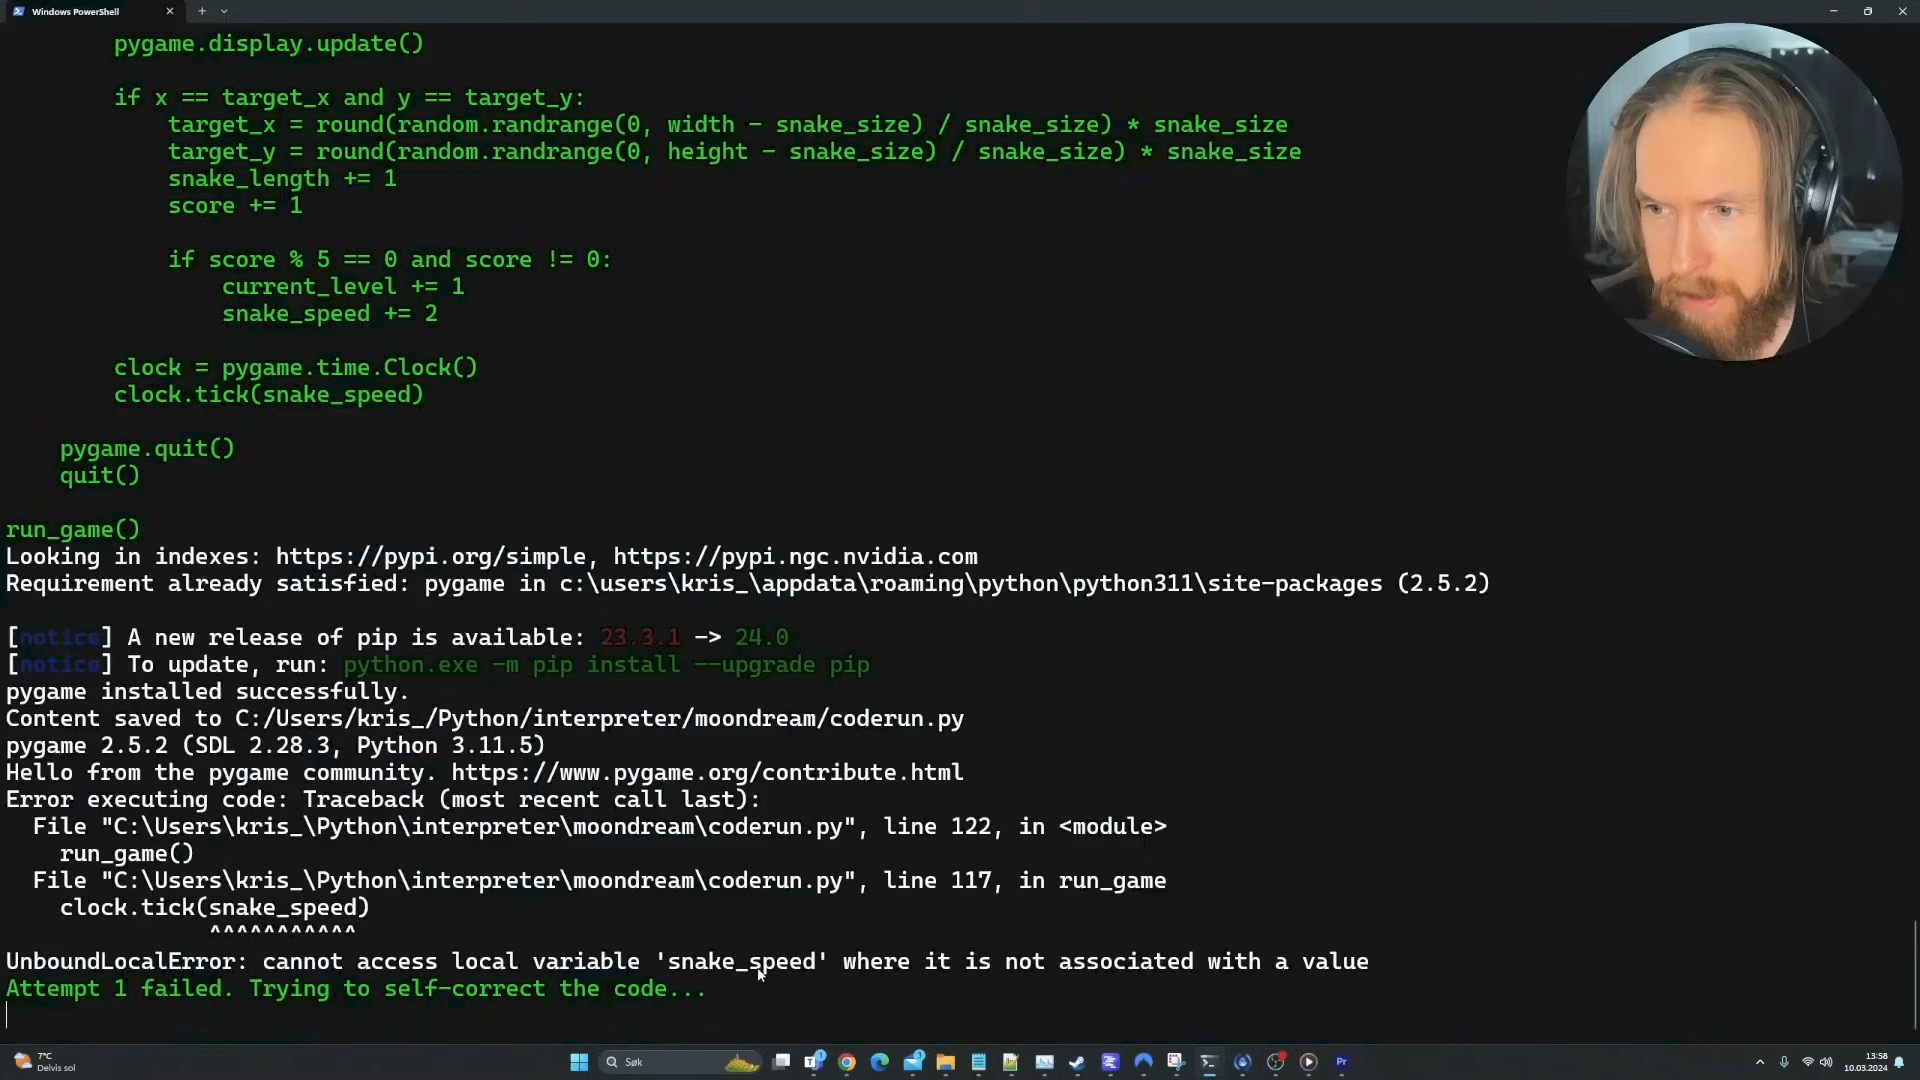 Windows PowerShell
pygame.display.update()
if x == target_x and y == target_y:
target_x = round(random.randrange(0, width - snake_size) / snake_size) * snake_size
target_y = round(random.randrange(0, height - snake_size) / snake_size) * snake_size
snake_length += 1
score += 1
if score % 5 == 0 and score != 0:
current_level += 1
snake_speed += 2
clock = pygame.time.Clock()
clock.tick(snake_speed)
pygame.quit()
quit()
run_game()
Looking in indexes: https://pypi.org/simple, https://pypi.ngc.nvidia.com
Requirement already satisfied: pygame in c:\users\kris_\appdata\roaming\python\python311\site-packages (2.5.2)
[notice] A new release of pip is available: 23.3.1 -> 24.0
[notice] To update, run: python.exe -m pip install --upgrade pip
pygame installed successfully.
Content saved to C:/Users/kris_/Python/interpreter/moondream/coderun.py
pygame 2.5.2 (SDL 2.28.3, Python 3.11.5)
Hello from the pygame community. https://www.pygame.org/contribute.html
Error executing code: Traceback (most recent call last):
File "C:\Users\kris_\Python\interpreter\moondream\coderun.py", line 122, in <module>
run_game()
File "C:\Users\kris_\Python\interpreter\moondream\coderun.py", line 117, in run_game
clock.tick(snake_speed)
^^^^^^^^^^^
UnboundLocalError: cannot access local variable 'snake_speed' where it is not associated with a value
Attempt 1 failed. Trying to self-correct the code...
7°C
Delvis sol
Søk
Pr
13:58
10.03.2024